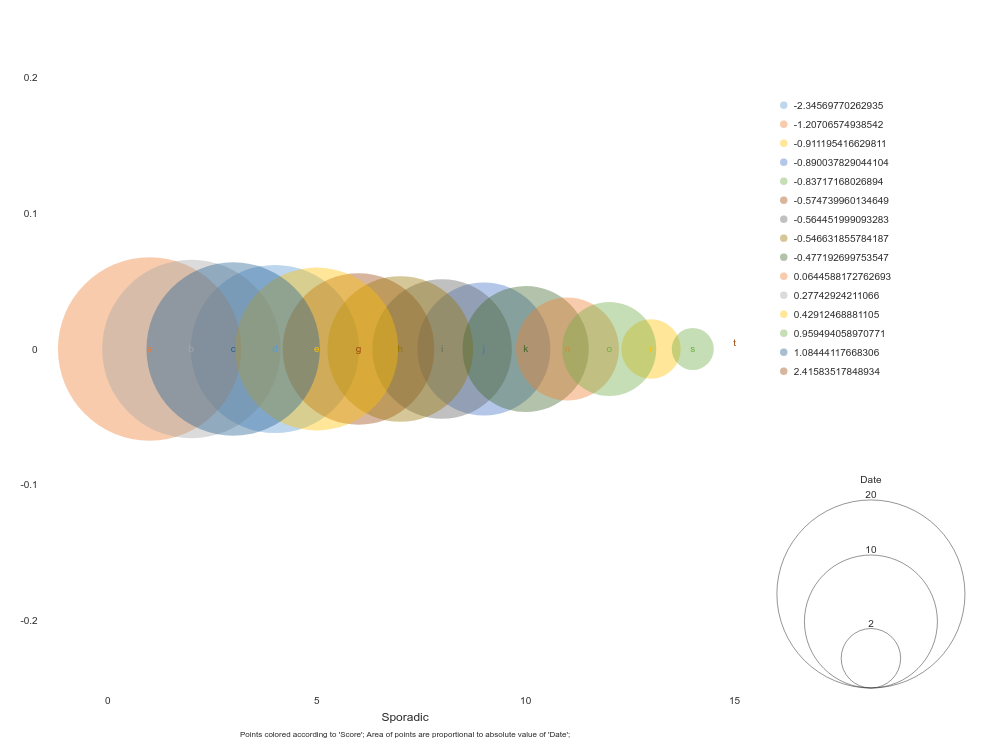 0.2
0.1
0
-0.1
-0.2
b
c
e
g
h
i
j
k
o
s
t
0
5
10
15
Sporadic
Points colored according to 'Score'; Area of points are proportional to absolute value of 'Date';
-2.34569770262935
-1.20706574938542
-0.911195416629811
-0.890037829044104
-0.83717168026894
-0.574739960134649
-0.564451999093283
-0.546631855784187
-0.477192699753547
0.0644588172762693
0.27742924211066
0.42912468881105
0.959494058970771
1.08444117668306
2.41583517848934
Date
20
10
2